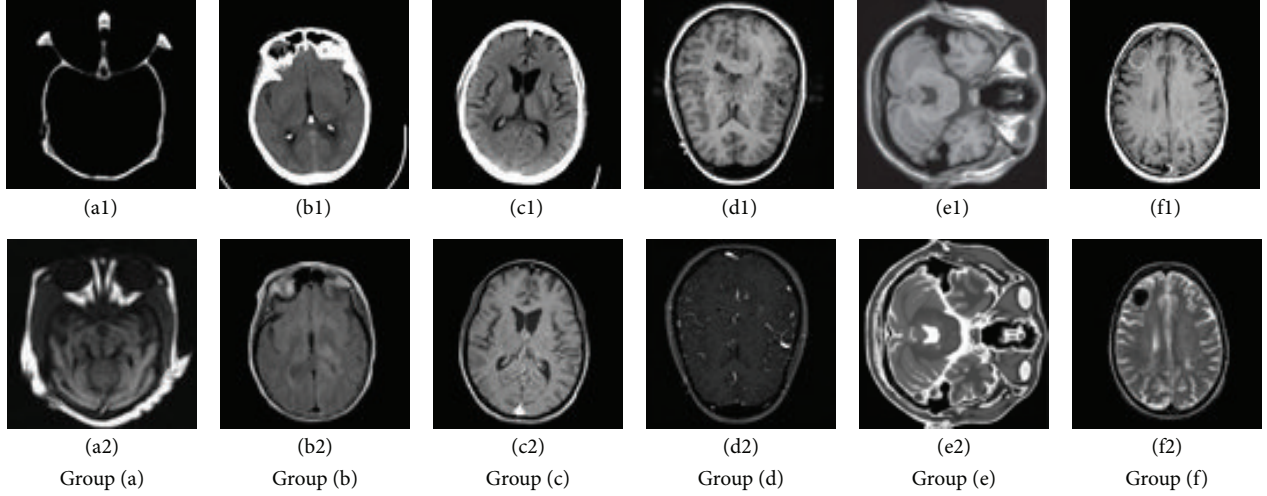 (a1) (b1) (c1) (d1) (e1) (f1)
(a2) (b2) (c2) (d2) (e2) (f2)
Group (a) Group (b) Group (c) Group (d) Group (e) Group (f)